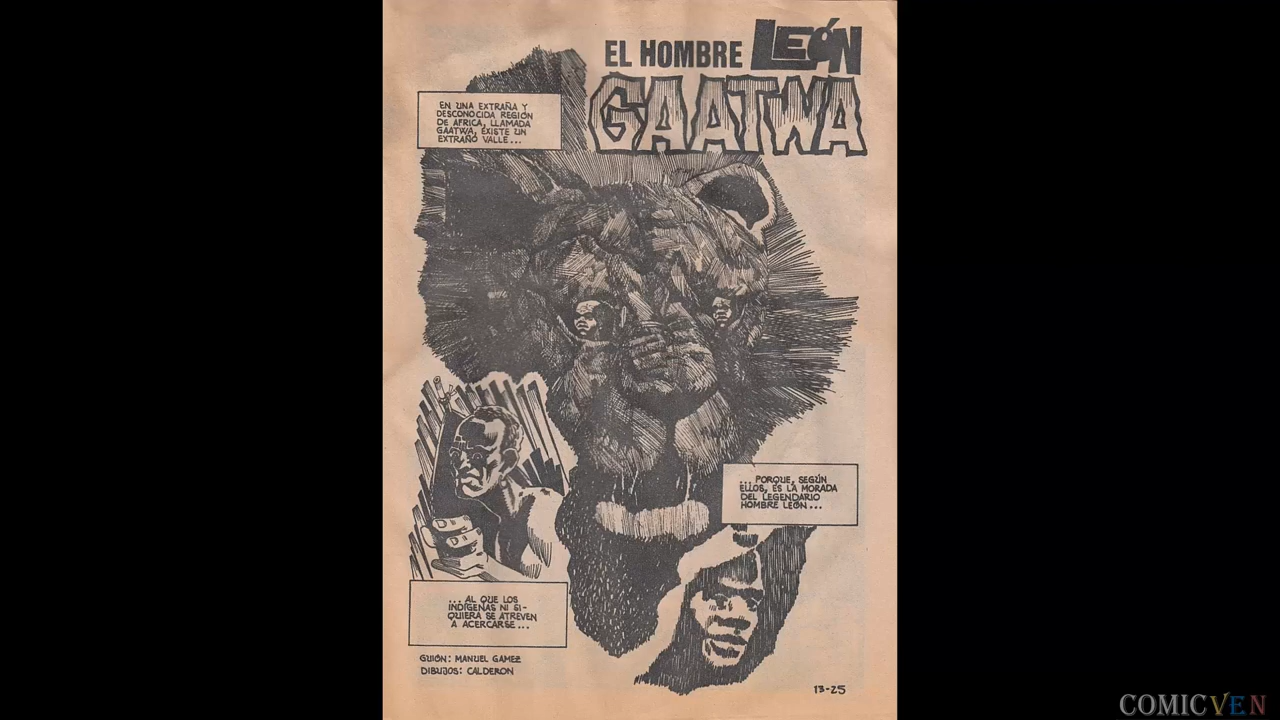 EL HOMBRE LEÓN
GAATWA
EN UNA EXTRAÑA Y
DESCONOCIDA REGIÓN
DE AFRICA, LLAMADA
GAATWA, EXISTE UN
EXTRAÑO VALLE...
...PORQUE, SEGÚN
ELLOS, ES LA MORADA
DEL LEGENDARIO
HOMBRE LEÓN...
...AL QUE LOS
INDÍGENAS NI SI-
QUIERA SE ATREVEN
A ACERCARSE...
GUIÓN: MANUEL GAMEZ
DIBUJOS: CALDERON
13-25
COMICVEN